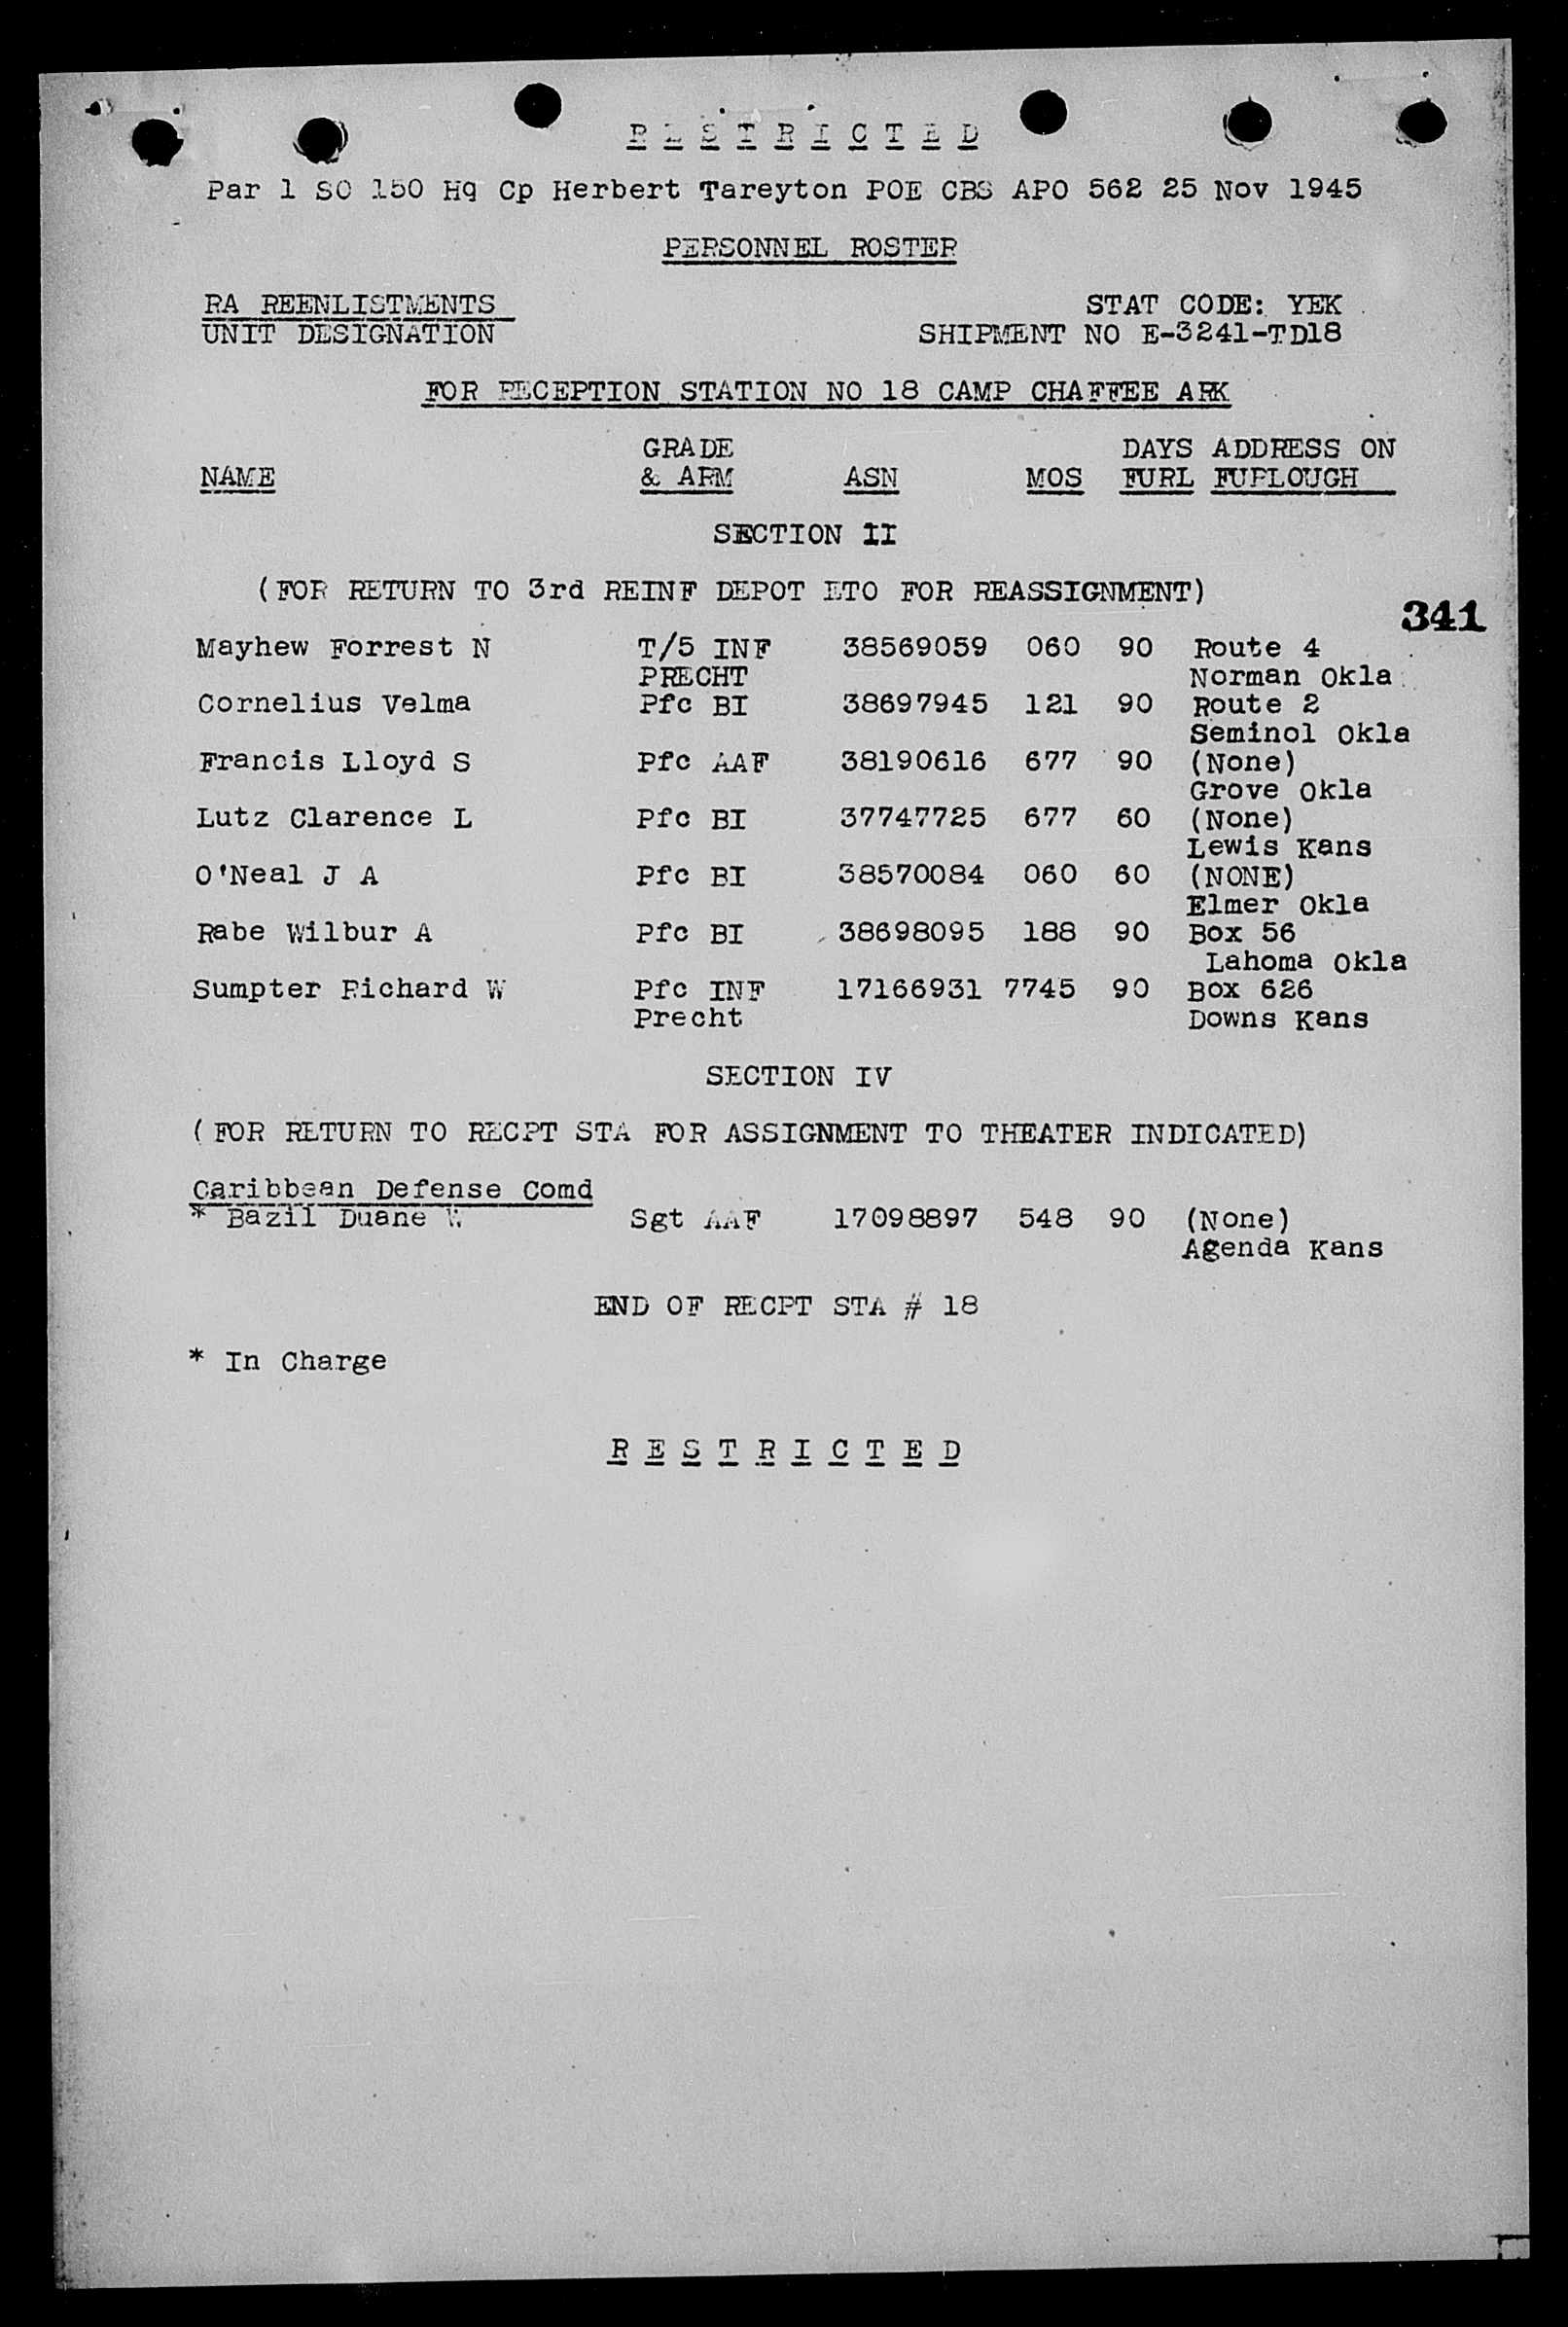 R E S T R I C T E D
Par 1 SO 150 Hq Cp Herbert Tareyton POE CBS APO 562 25 Nov 1945
PERSONNEL ROSTER
RA REENLISTMENTS STAT CODE: YEK
UNIT DESIGNATION SHIPMENT NO E-3241-TD18
FOR RECEPTION STATION NO 18 CAMP CHAFFEE ARK
GRADE DAYS ADDRESS ON
NAME & ARM ASN MOS FURL FURLOUGH
SECTION II
(FOR RETURN TO 3rd REINF DEPOT ETO FOR REASSIGNMENT)
341
Mayhew Forrest N T/5 INF 38569059 060 90 Route 4
PRECHT Norman Okla
Cornelius Velma Pfc BI 38697945 121 90 Route 2
Seminol Okla
Francis Lloyd S Pfc AAF 38190616 677 90 (None)
Grove Okla
Lutz Clarence L Pfc BI 37747725 677 60 (None)
Lewis Kans
O'Neal J A Pfc BI 38570084 060 60 (NONE)
Elmer Okla
Rabe Wilbur A Pfc BI 38698095 188 90 Box 56
Lahoma Okla
Sumpter Richard W Pfc INF 17166931 7745 90 Box 626
Precht Downs Kans
SECTION IV
(FOR RETURN TO RECPT STA FOR ASSIGNMENT TO THEATER INDICATED)
Caribbean Defense Comd
* Bazil Duane W Sgt AAF 17098897 548 90 (None)
Agenda Kans
END OF RECPT STA # 18
* In Charge
R E S T R I C T E D